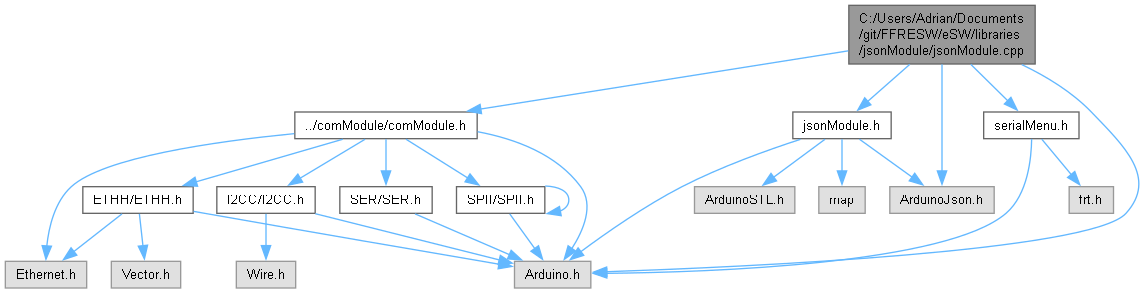 C:/Users/Adrian/Documents
/git/FFRESW/eSW/libraries
/jsonModule/jsonModule.cpp
../comModule/comModule.h
jsonModule.h
serialMenu.h
ETHH/ETHH.h
I2CC/I2CC.h
SER/SER.h
SPII/SPII.h
ArduinoSTL.h
map
ArduinoJson.h
frt.h
Ethernet.h
Vector.h
Wire.h
Arduino.h